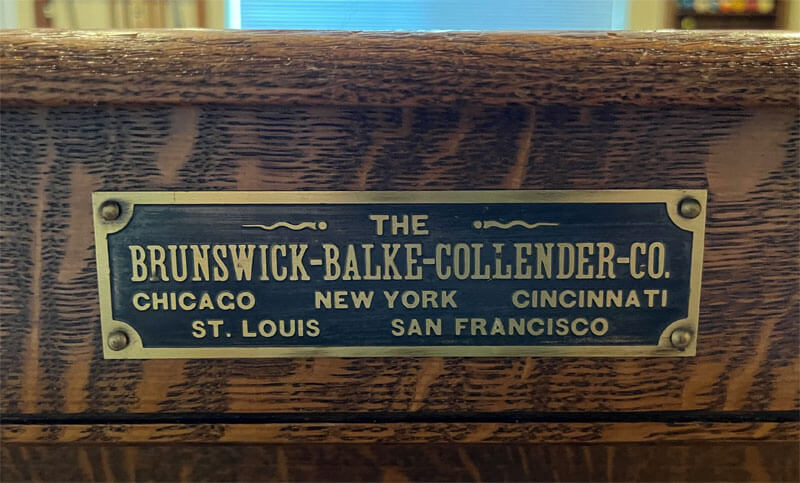 THE
BRUNSWICK-BALKE-COLLENDER-CO.
CHICAGO NEW YORK CINCINNATI
ST. LOUIS SAN FRANCISCO